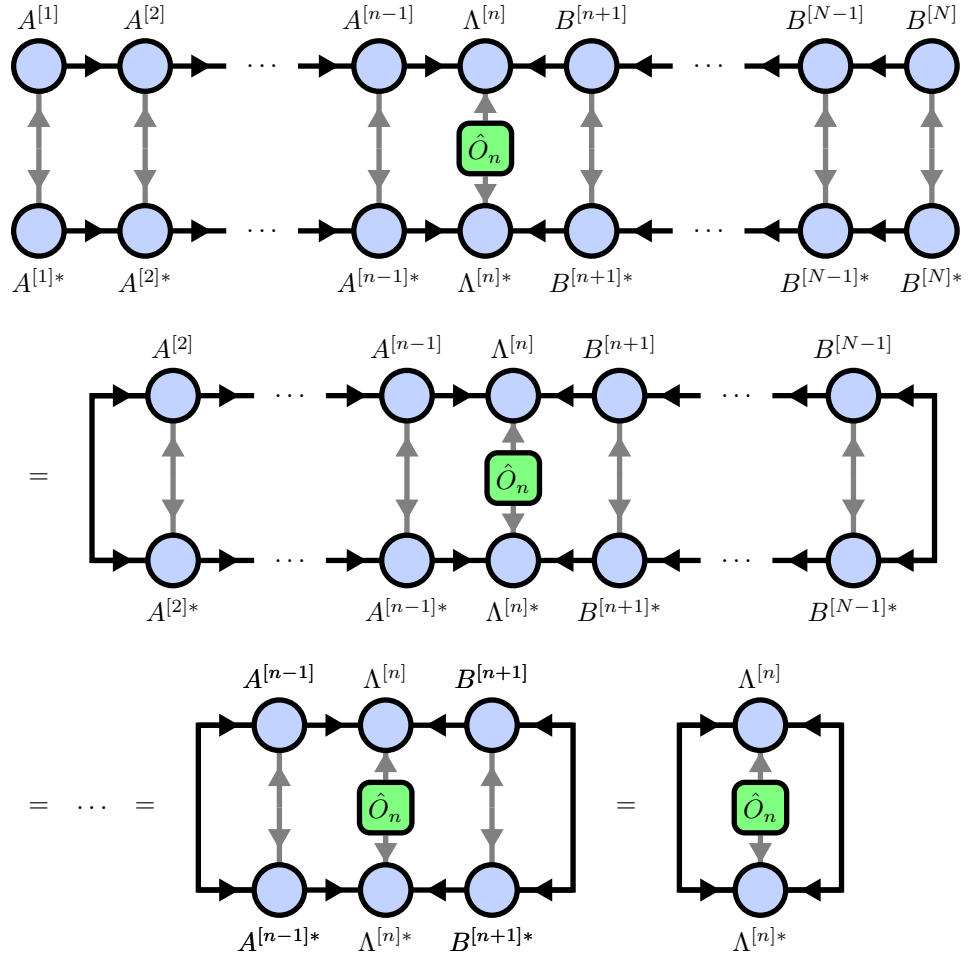 A^{[1]} A^{[2]} A^{[n-1]} Λ^{[n]} B^{[n+1]} B^{[N-1]} B^{[N]}
··· ···
Ô_n
··· ···
A^{[1]*} A^{[2]*} A^{[n-1]*} Λ^{[n]*} B^{[n+1]*} B^{[N-1]*} B^{[N]*}
A^{[2]} A^{[n-1]} Λ^{[n]} B^{[n+1]} B^{[N-1]}
··· ···
= Ô_n
··· ···
A^{[2]*} A^{[n-1]*} Λ^{[n]*} B^{[n+1]*} B^{[N-1]*}
A^{[n-1]} Λ^{[n]} B^{[n+1]} Λ^{[n]}
= ··· = Ô_n = Ô_n
A^{[n-1]*} Λ^{[n]*} B^{[n+1]*} Λ^{[n]*}